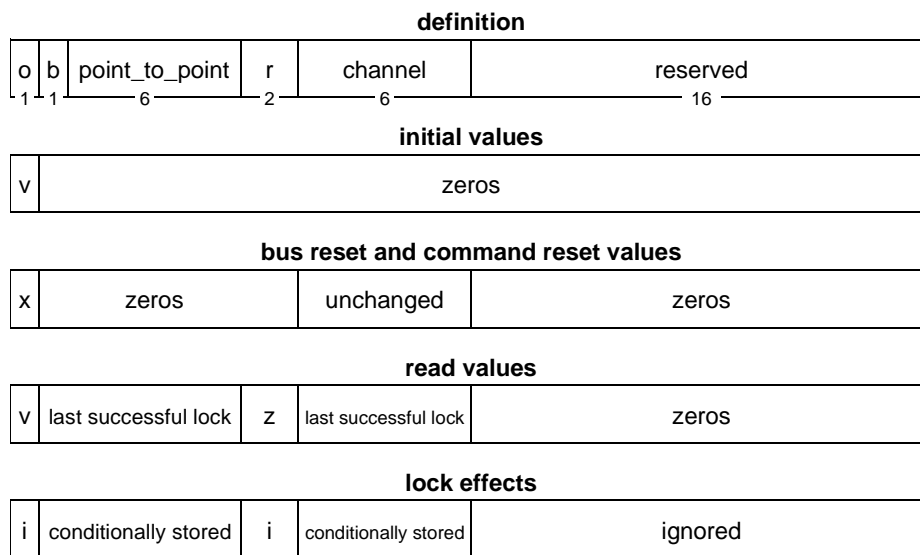 definition
o b point_to_point r channel reserved
1 1 6 2 6 16
initial values
v zeros
bus reset and command reset values
x zeros unchanged zeros
read values
v last successful lock z last successful lock zeros
lock effects
i conditionally stored i conditionally stored ignored